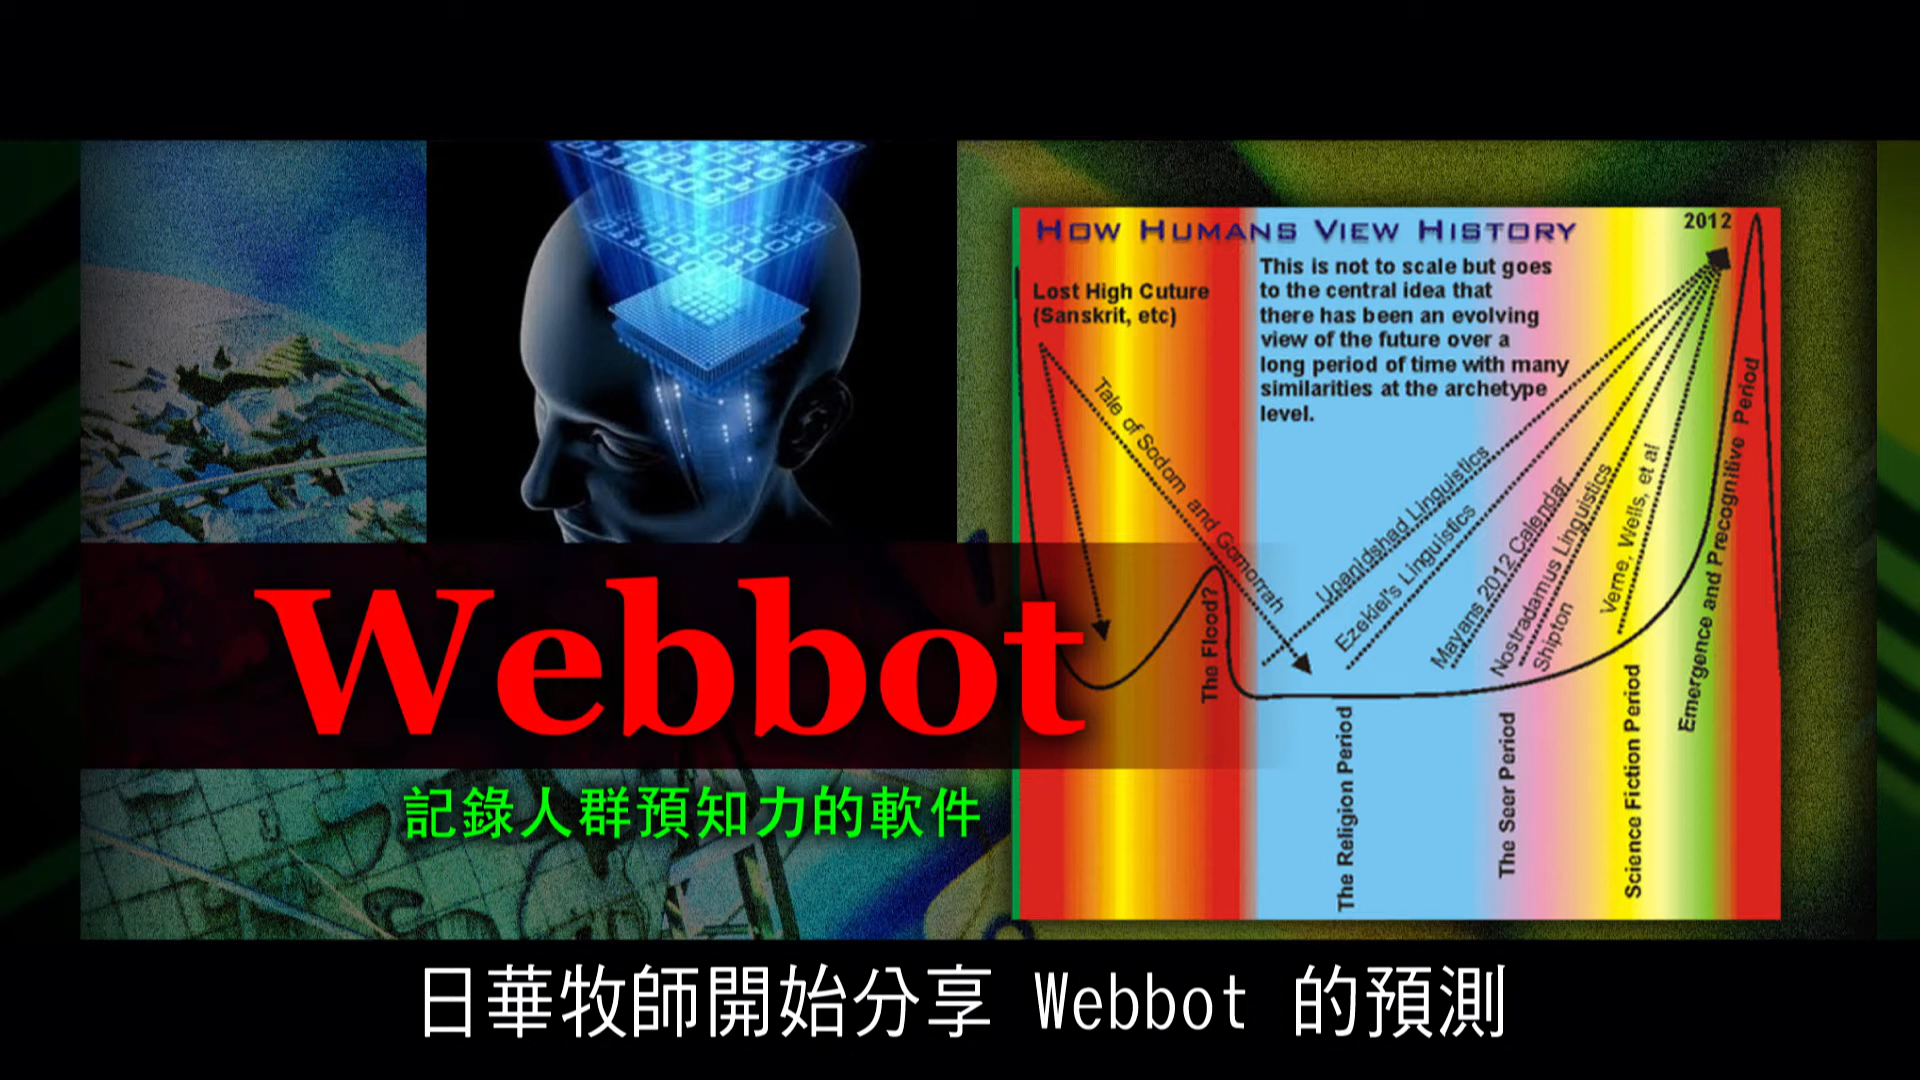 Webbot
記錄人群預知力的軟件
HOW HUMANS VIEW HISTORY
2012
Lost High Cuture
(Sanskrit, etc)
This is not to scale but goes
to the central idea that
there has been an evolving
view of the future over a
long period of time with many
similarities at the archetype
level.
Tale of Sodom and Gomorrah
The Flood?
Upanidshad Linguistics
Ezekiel's Linguistics
Mayans 2012 Calendar
Nostradamus Linguistics
Shipton
Verne, Wells, et al
Emergence and Precognitive Period
The Religion Period
The Seer Period
Science Fiction Period
日華牧師開始分享 Webbot 的預測